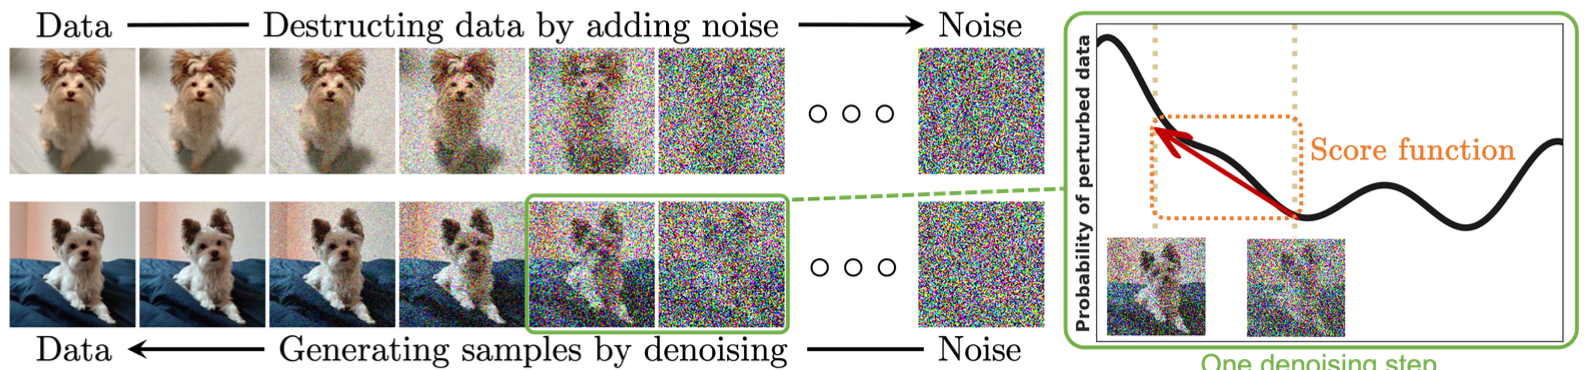 Data Destructing data by adding noise Noise
Probability of perturbed data
Score function
Data Generating samples by denoising Noise
One denoising step